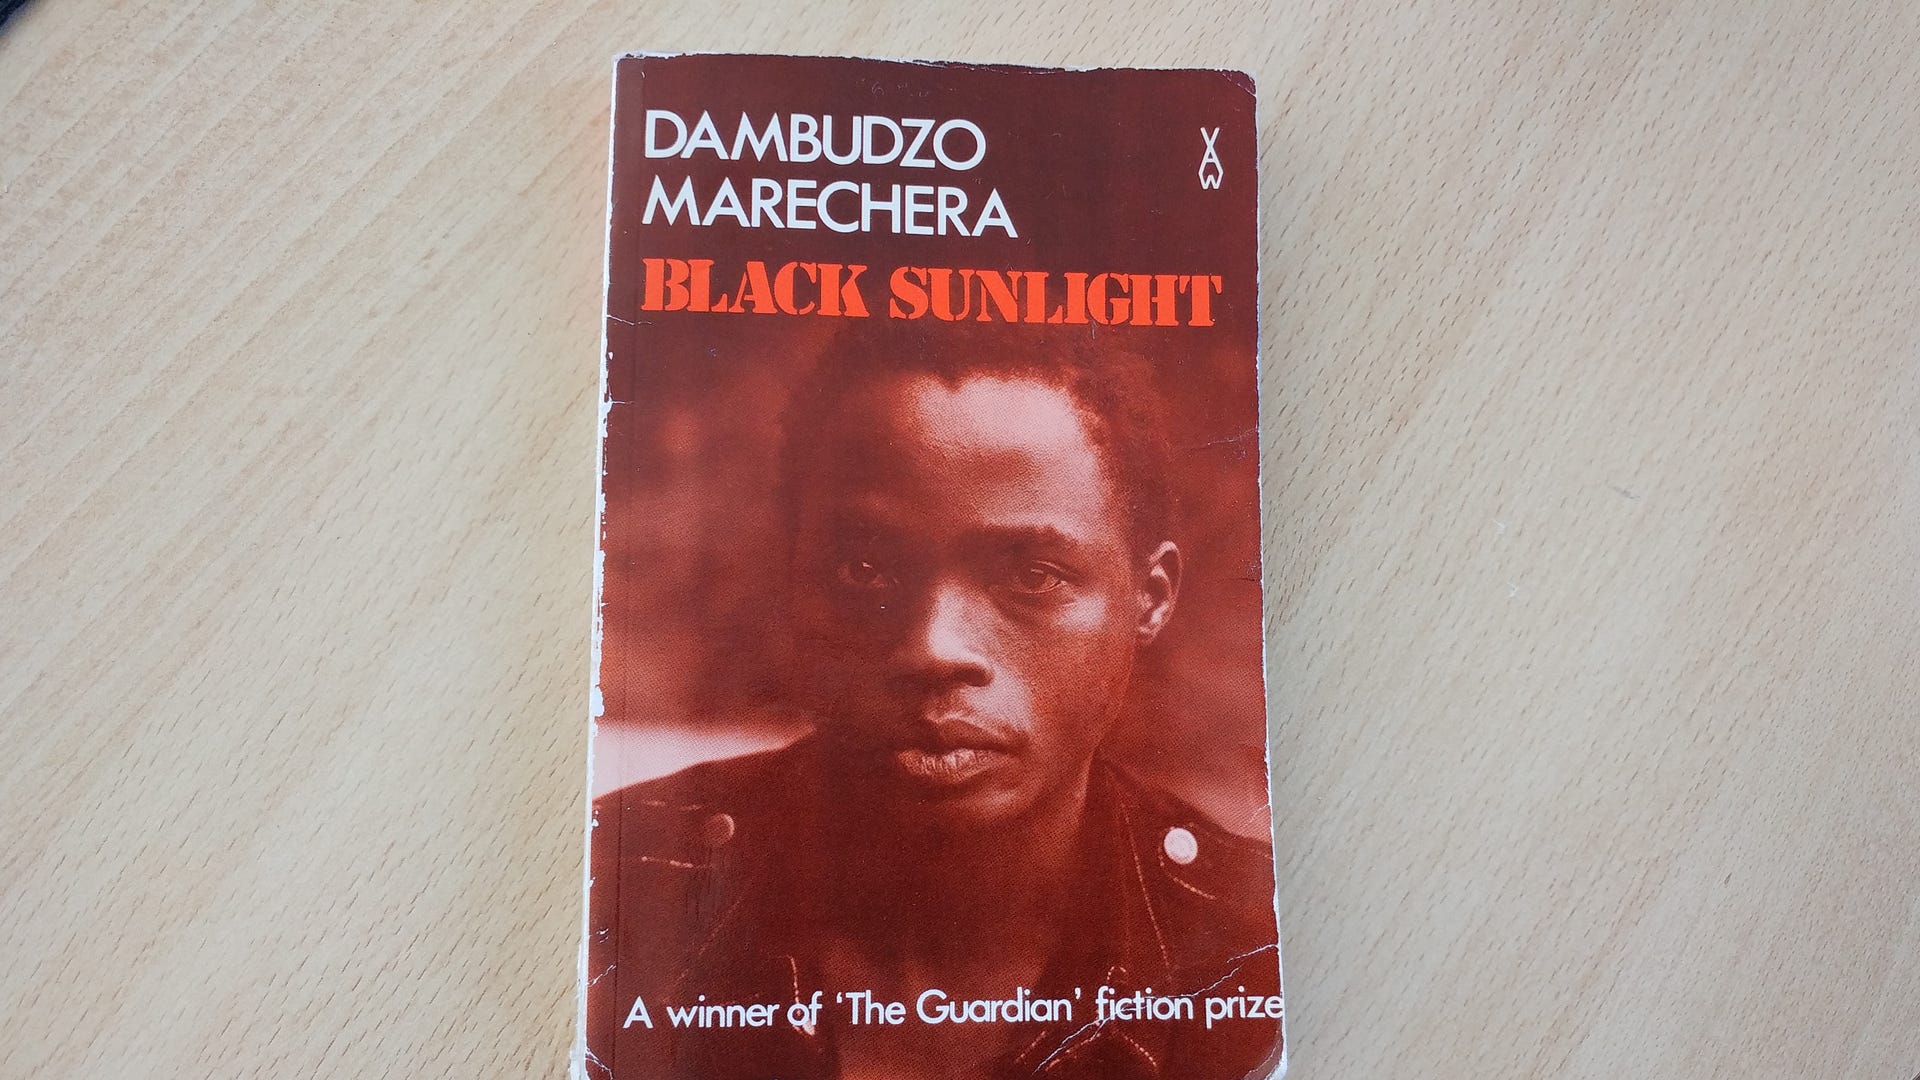 DAMBUDZO
MARECHERA
BLACK SUNLIGHT
A winner of ‘The Guardian’ fiction prize